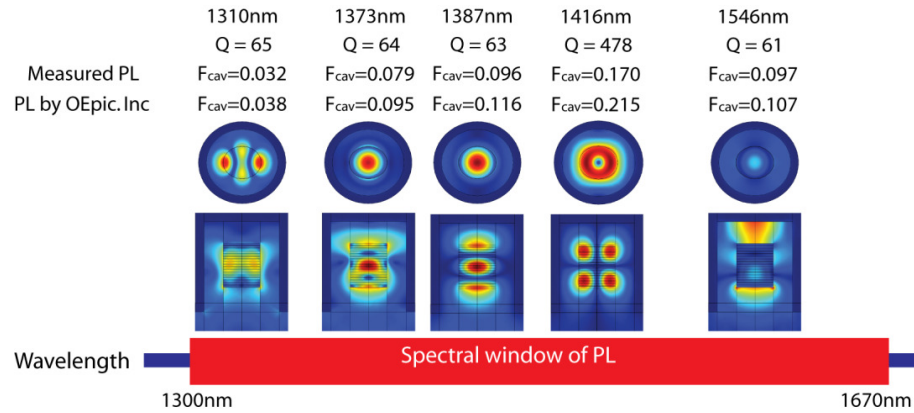 1310nm 1373nm 1387nm 1416nm 1546nm
Q = 65 Q = 64 Q = 63 Q = 478 Q = 61
Measured PL Fcav=0.032 Fcav=0.079 Fcav=0.096 Fcav=0.170 Fcav=0.097
PL by OEpic.Inc Fcav=0.038 Fcav=0.095 Fcav=0.116 Fcav=0.215 Fcav=0.107
Wavelength Spectral window of PL
1300nm 1670nm